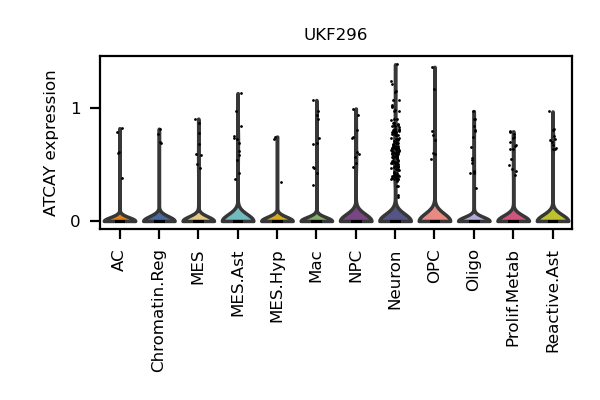 UKF296
ATCAY expression
1
0
AC
Chromatin.Reg
MES
MES.Ast
MES.Hyp
Mac
NPC
Neuron
OPC
Oligo
Prolif.Metab
Reactive.Ast